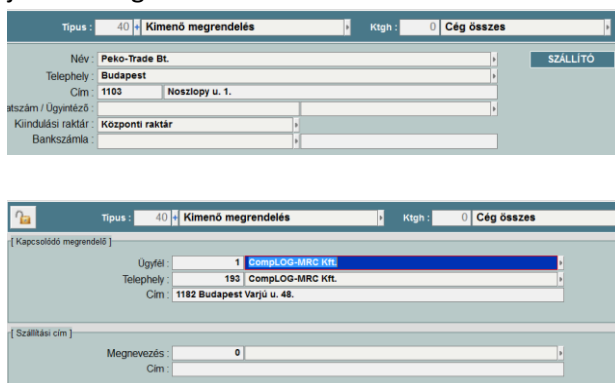 Típus : 40 + Kimenő megrendelés Ktgh : 0 Cég összes
Név : Peko-Trade Bt. SZÁLLÍTÓ
Telephely : Budapest
Cím : 1103 Noszlopy u. 1.
atszám / Ügyintéző :
Kiindulási raktár : Központi raktár
Bankszámla :
Típus : 40 + Kimenő megrendelés Ktgh : 0 Cég összes
[ Kapcsolódó megrendelő ]
Ügyfél : 1 CompLOG-MRC Kft.
Telephely : 193 CompLOG-MRC Kft.
Cím : 1182 Budapest Varjú u. 48.
[ Szállítási cím ]
Megnevezés : 0
Cím :